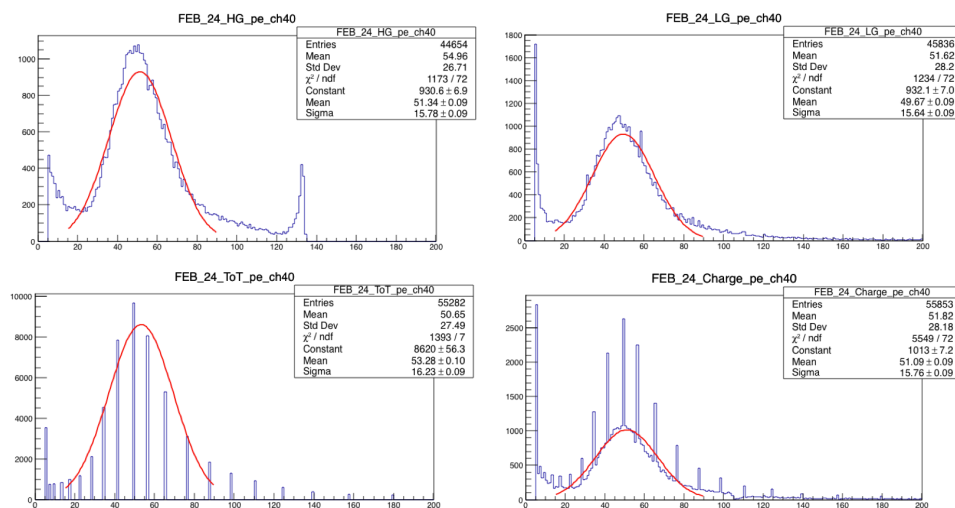 FEB_24_HG_pe_ch40
FEB_24_HG_pe_ch40
Entries 44654
Mean 54.96
Std Dev 26.71
χ² / ndf 1173 / 72
Constant 930.6 ± 6.9
Mean 51.34 ± 0.09
Sigma 15.78 ± 0.09
1000
800
600
400
200
0
0 20 40 60 80 100 120 140 160 180 200
FEB_24_LG_pe_ch40
FEB_24_LG_pe_ch40
Entries 45836
Mean 51.62
Std Dev 28.2
χ² / ndf 1234 / 72
Constant 932.1 ± 7.0
Mean 49.67 ± 0.09
Sigma 15.64 ± 0.09
1800
1600
1400
1200
1000
800
600
400
200
0
0 20 40 60 80 100 120 140 160 180 200
FEB_24_ToT_pe_ch40
FEB_24_ToT_pe_ch40
Entries 55282
Mean 50.65
Std Dev 27.49
χ² / ndf 1393 / 7
Constant 8620 ± 56.3
Mean 53.28 ± 0.10
Sigma 16.23 ± 0.09
10000
8000
6000
4000
2000
0
0 20 40 60 80 100 120 140 160 180 200
FEB_24_Charge_pe_ch40
FEB_24_Charge_pe_ch40
Entries 55853
Mean 51.82
Std Dev 28.18
χ² / ndf 5549 / 72
Constant 1013 ± 7.2
Mean 51.09 ± 0.09
Sigma 15.76 ± 0.09
2500
2000
1500
1000
500
0
0 20 40 60 80 100 120 140 160 180 200